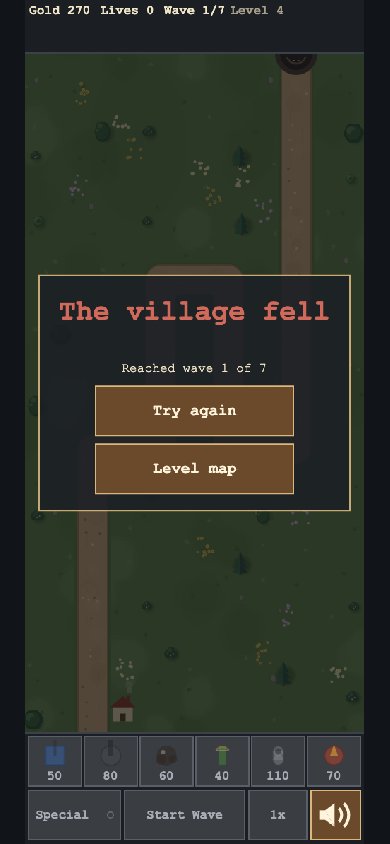 Gold 270 Lives 0 Wave 1/7 Level 4
The village fell
Reached wave 1 of 7
Try again
Level map
50 80 60 40 110 70
Special Start Wave 1x